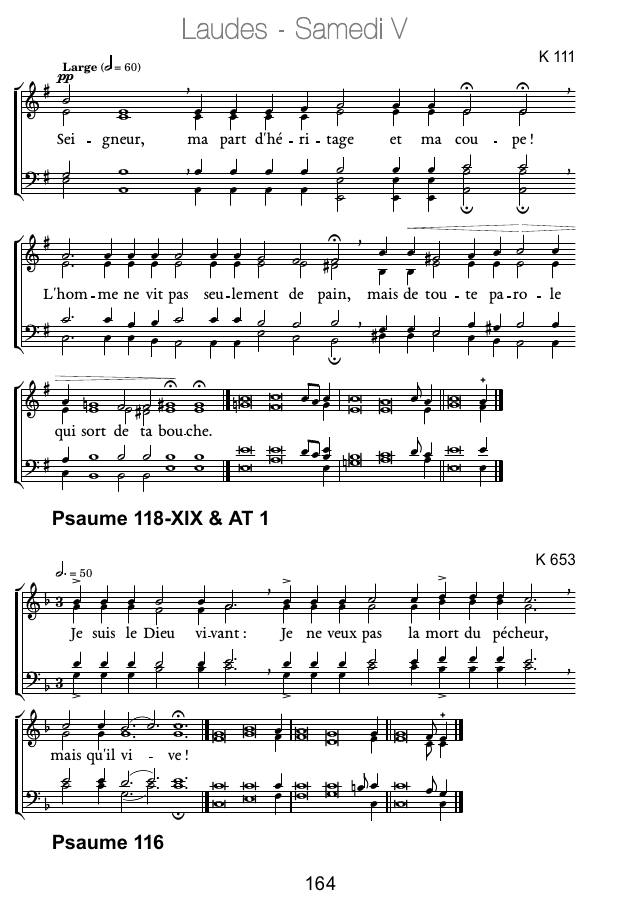 Laudes - Samedi V
K 111
Large (𝅗𝅥 = 60)
pp
Sei - gneur, ma part d'hé - ri - tage et ma cou - pe!
L'hom - me ne vit pas seu - lement de pain, mais de tou - te pa - ro - le
qui sort de ta bou - che.
Psaume 118-XIX & AT 1
K 653
𝅗𝅥. = 50
3
Je suis le Dieu vi - vant : Je ne veux pas la mort du pécheur,
3
mais qu'il vi - ve!
Psaume 116
164